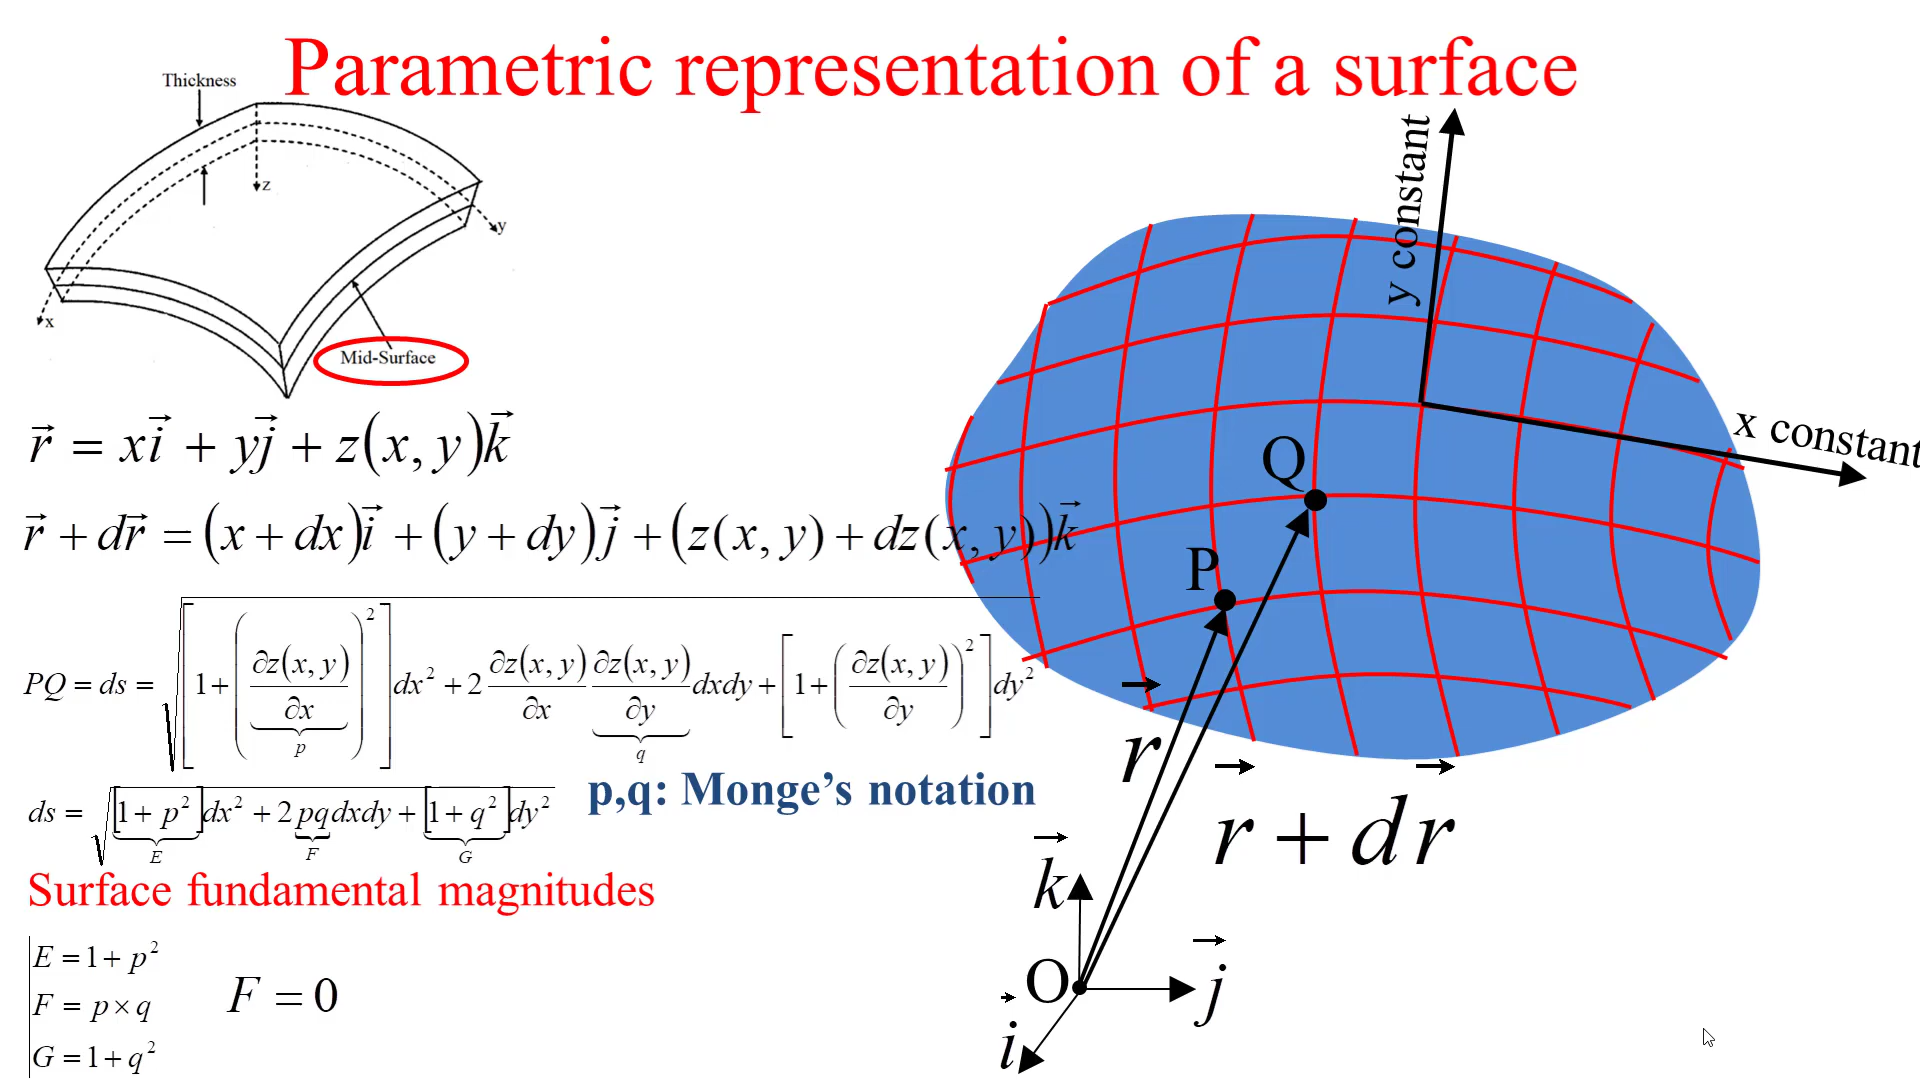 Parametric representation of a surface
Thickness
z
y
x
Mid-Surface
y constant
x constant
Q
P
r⃗ = xi⃗ + yj⃗ + z(x, y)k⃗
r⃗ + dr⃗ = (x + dx)i⃗ + (y + dy)j⃗ + (z(x, y) + dz(x, y))k⃗
PQ = ds = √([1 + (∂z(x, y)/∂x)²]dx² + 2 ∂z(x, y)/∂x ∂z(x, y)/∂y dxdy + [1 + (∂z(x, y)/∂y)²]dy²)
p
q
p,q: Monge’s notation
ds = √([1 + p²]dx² + 2 pq dxdy + [1 + q²]dy²)
E
F
G
Surface fundamental magnitudes
E = 1 + p²
F = p × q
G = 1 + q²
F = 0
r⃗
r⃗ + dr⃗
k⃗
O
j⃗
i⃗